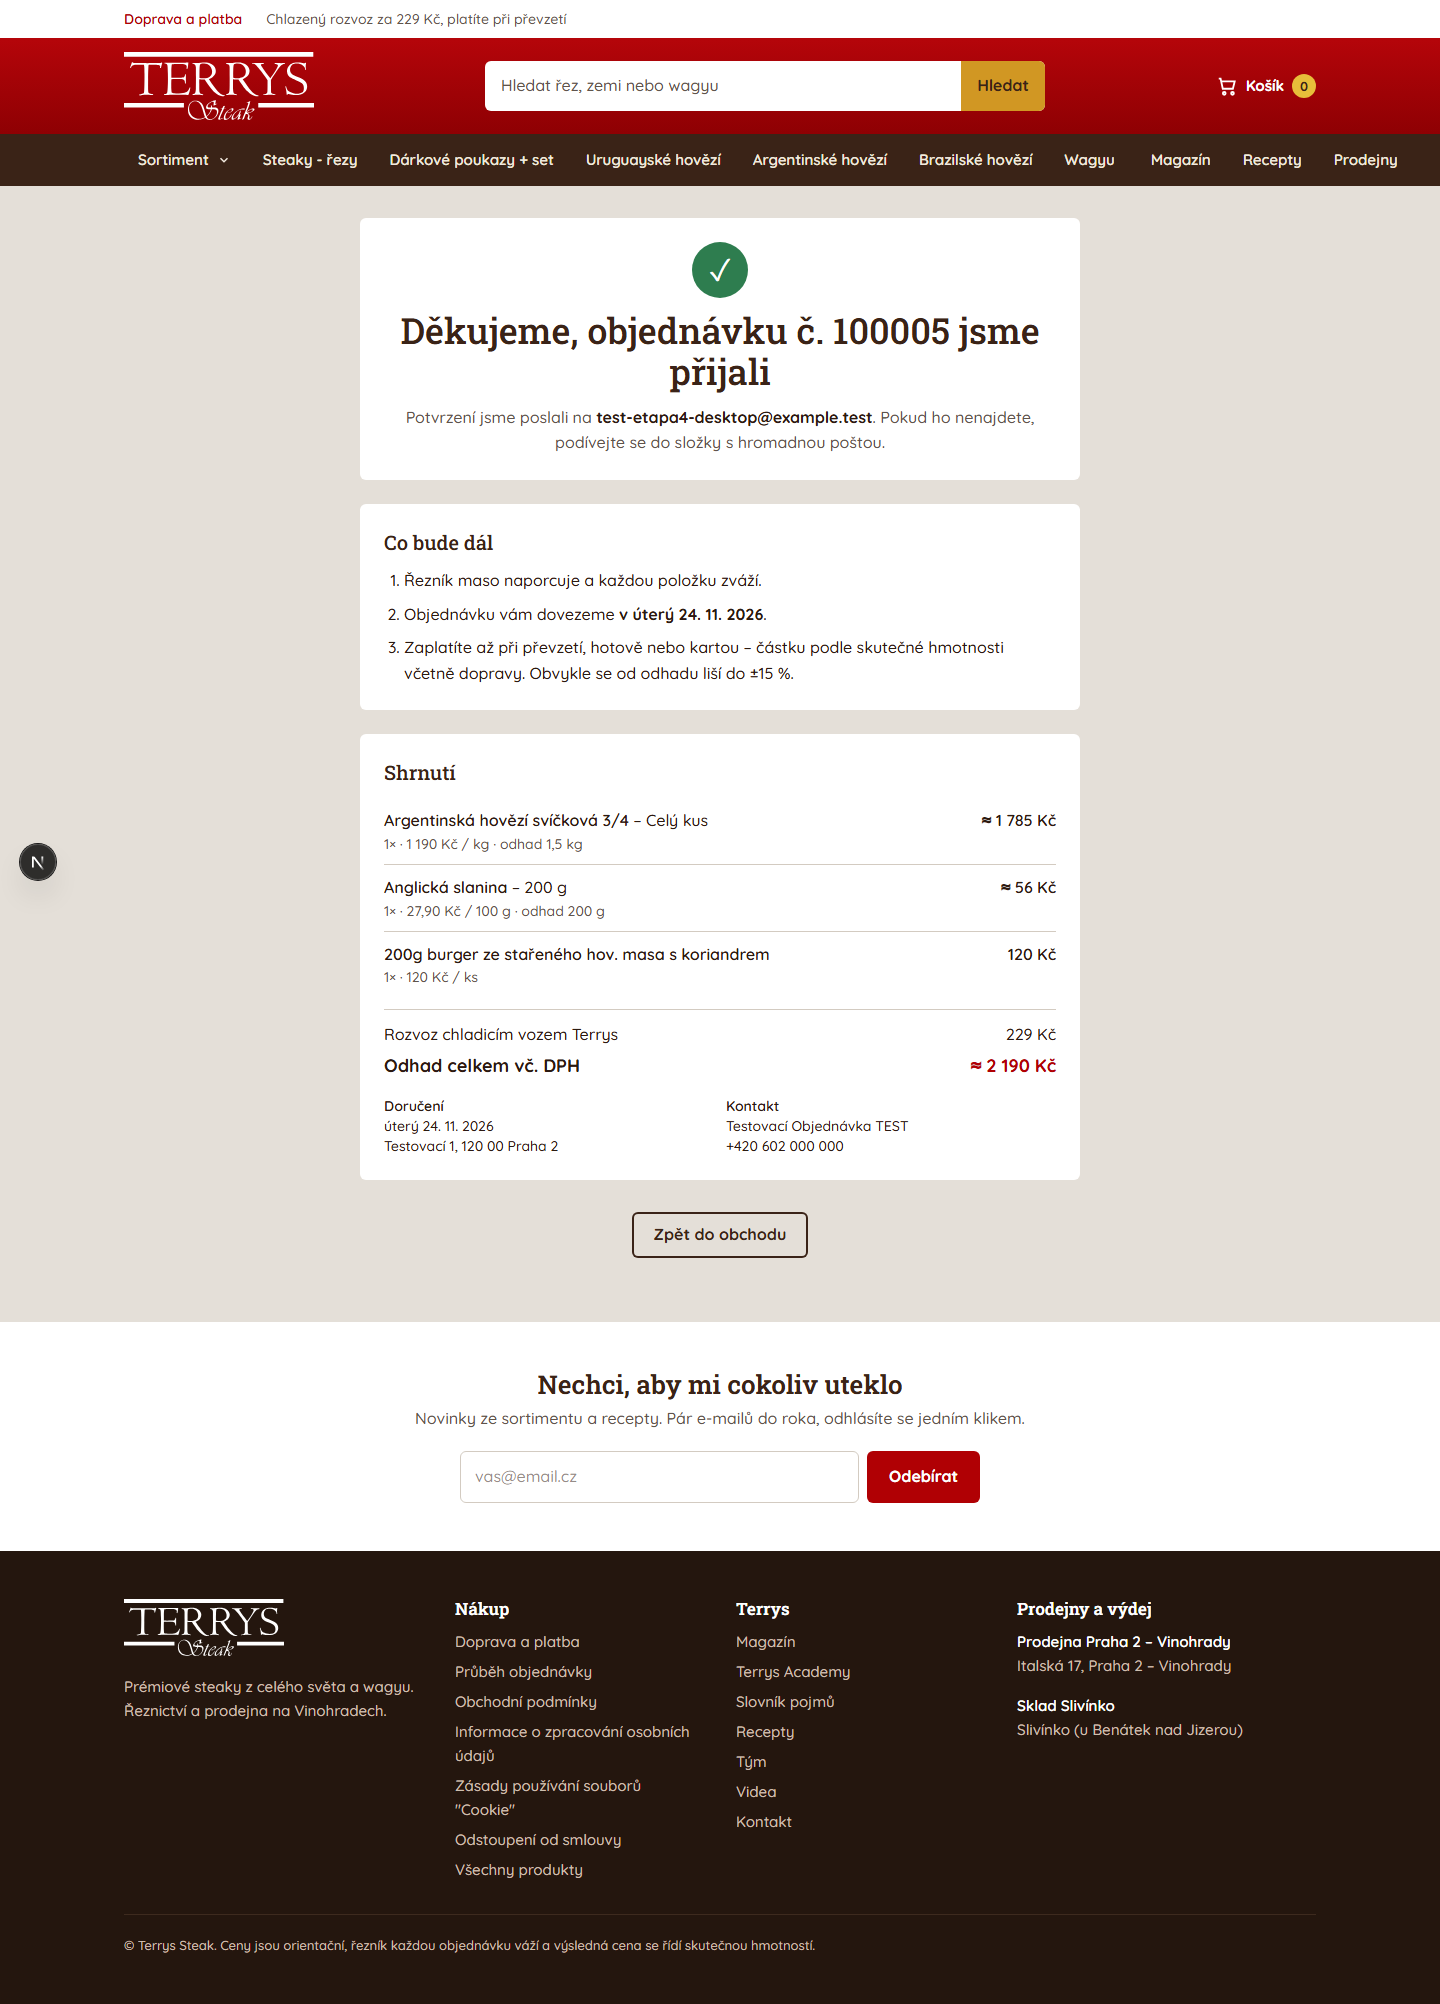 Doprava a platba Chlazený rozvoz za 229 Kč, platíte při převzetí
TERRYS
Steak
Hledat řez, zemi nebo wagyu Hledat Košík 0
Sortiment Steaky - řezy Dárkové poukazy + set Uruguayské hovězí Argentinské hovězí Brazilské hovězí Wagyu Magazín Recepty Prodejny
✓
Děkujeme, objednávku č. 100005 jsme
přijali
Potvrzení jsme poslali na test-etapa4-desktop@example.test. Pokud ho nenajdete,
podívejte se do složky s hromadnou poštou.
Co bude dál
1. Řezník maso naporcuje a každou položku zváží.
2. Objednávku vám dovezeme v úterý 24. 11. 2026.
3. Zaplatíte až při převzetí, hotově nebo kartou – částku podle skutečné hmotnosti
včetně dopravy. Obvykle se od odhadu liší do ±15 %.
Shrnutí
Argentinská hovězí svíčková 3/4 – Celý kus ≈ 1 785 Kč
1× · 1 190 Kč / kg · odhad 1,5 kg
Anglická slanina – 200 g ≈ 56 Kč
1× · 27,90 Kč / 100 g · odhad 200 g
200g burger ze stařeného hov. masa s koriandrem 120 Kč
1× · 120 Kč / ks
Rozvoz chladicím vozem Terrys 229 Kč
Odhad celkem vč. DPH ≈ 2 190 Kč
Doručení Kontakt
úterý 24. 11. 2026 Testovací Objednávka TEST
Testovací 1, 120 00 Praha 2 +420 602 000 000
N
Zpět do obchodu
Nechci, aby mi cokoliv uteklo
Novinky ze sortimentu a recepty. Pár e-mailů do roka, odhlásíte se jedním klikem.
vas@email.cz Odebírat
TERRYS
Steak
Prémiové steaky z celého světa a wagyu.
Řeznictví a prodejna na Vinohradech.
Nákup
Doprava a platba
Průběh objednávky
Obchodní podmínky
Informace o zpracování osobních
údajů
Zásady používání souborů
"Cookie"
Odstoupení od smlouvy
Všechny produkty
Terrys
Magazín
Terrys Academy
Slovník pojmů
Recepty
Tým
Videa
Kontakt
Prodejny a výdej
Prodejna Praha 2 – Vinohrady
Italská 17, Praha 2 – Vinohrady
Sklad Slivínko
Slivínko (u Benátek nad Jizerou)
© Terrys Steak. Ceny jsou orientační, řezník každou objednávku váží a výsledná cena se řídí skutečnou hmotností.